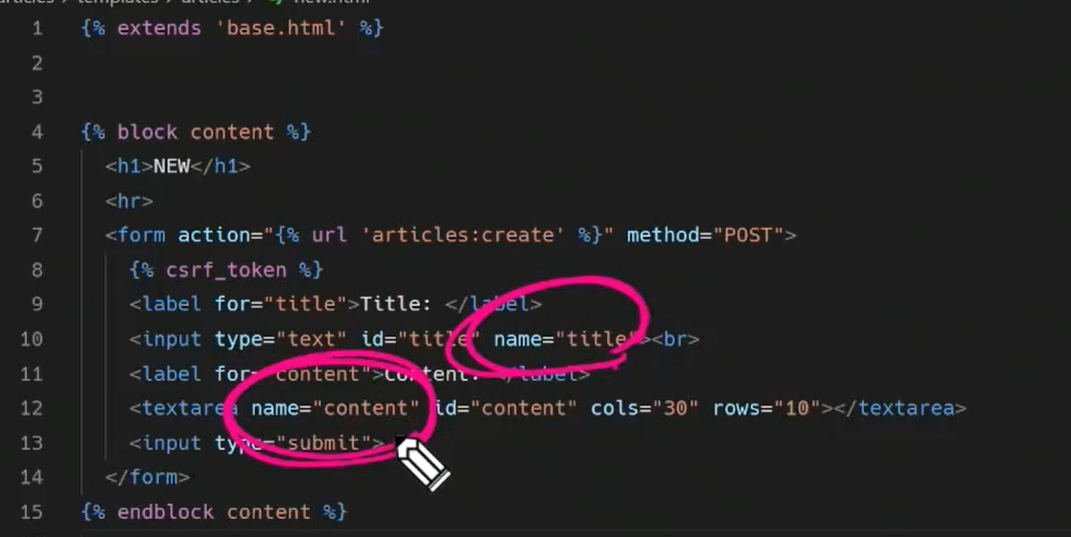 articles > templates > articles > new.html
1 {% extends 'base.html' %}
2
3
4 {% block content %}
5 <h1>NEW</h1>
6 <hr>
7 <form action="{% url 'articles:create' %}" method="POST">
8 {% csrf_token %}
9 <label for="title">Title: </label>
10 <input type="text" id="title" name="title"><br>
11 <label for="content">Content: </label>
12 <textarea name="content" id="content" cols="30" rows="10"></textarea>
13 <input type="submit">
14 </form>
15 {% endblock content %}